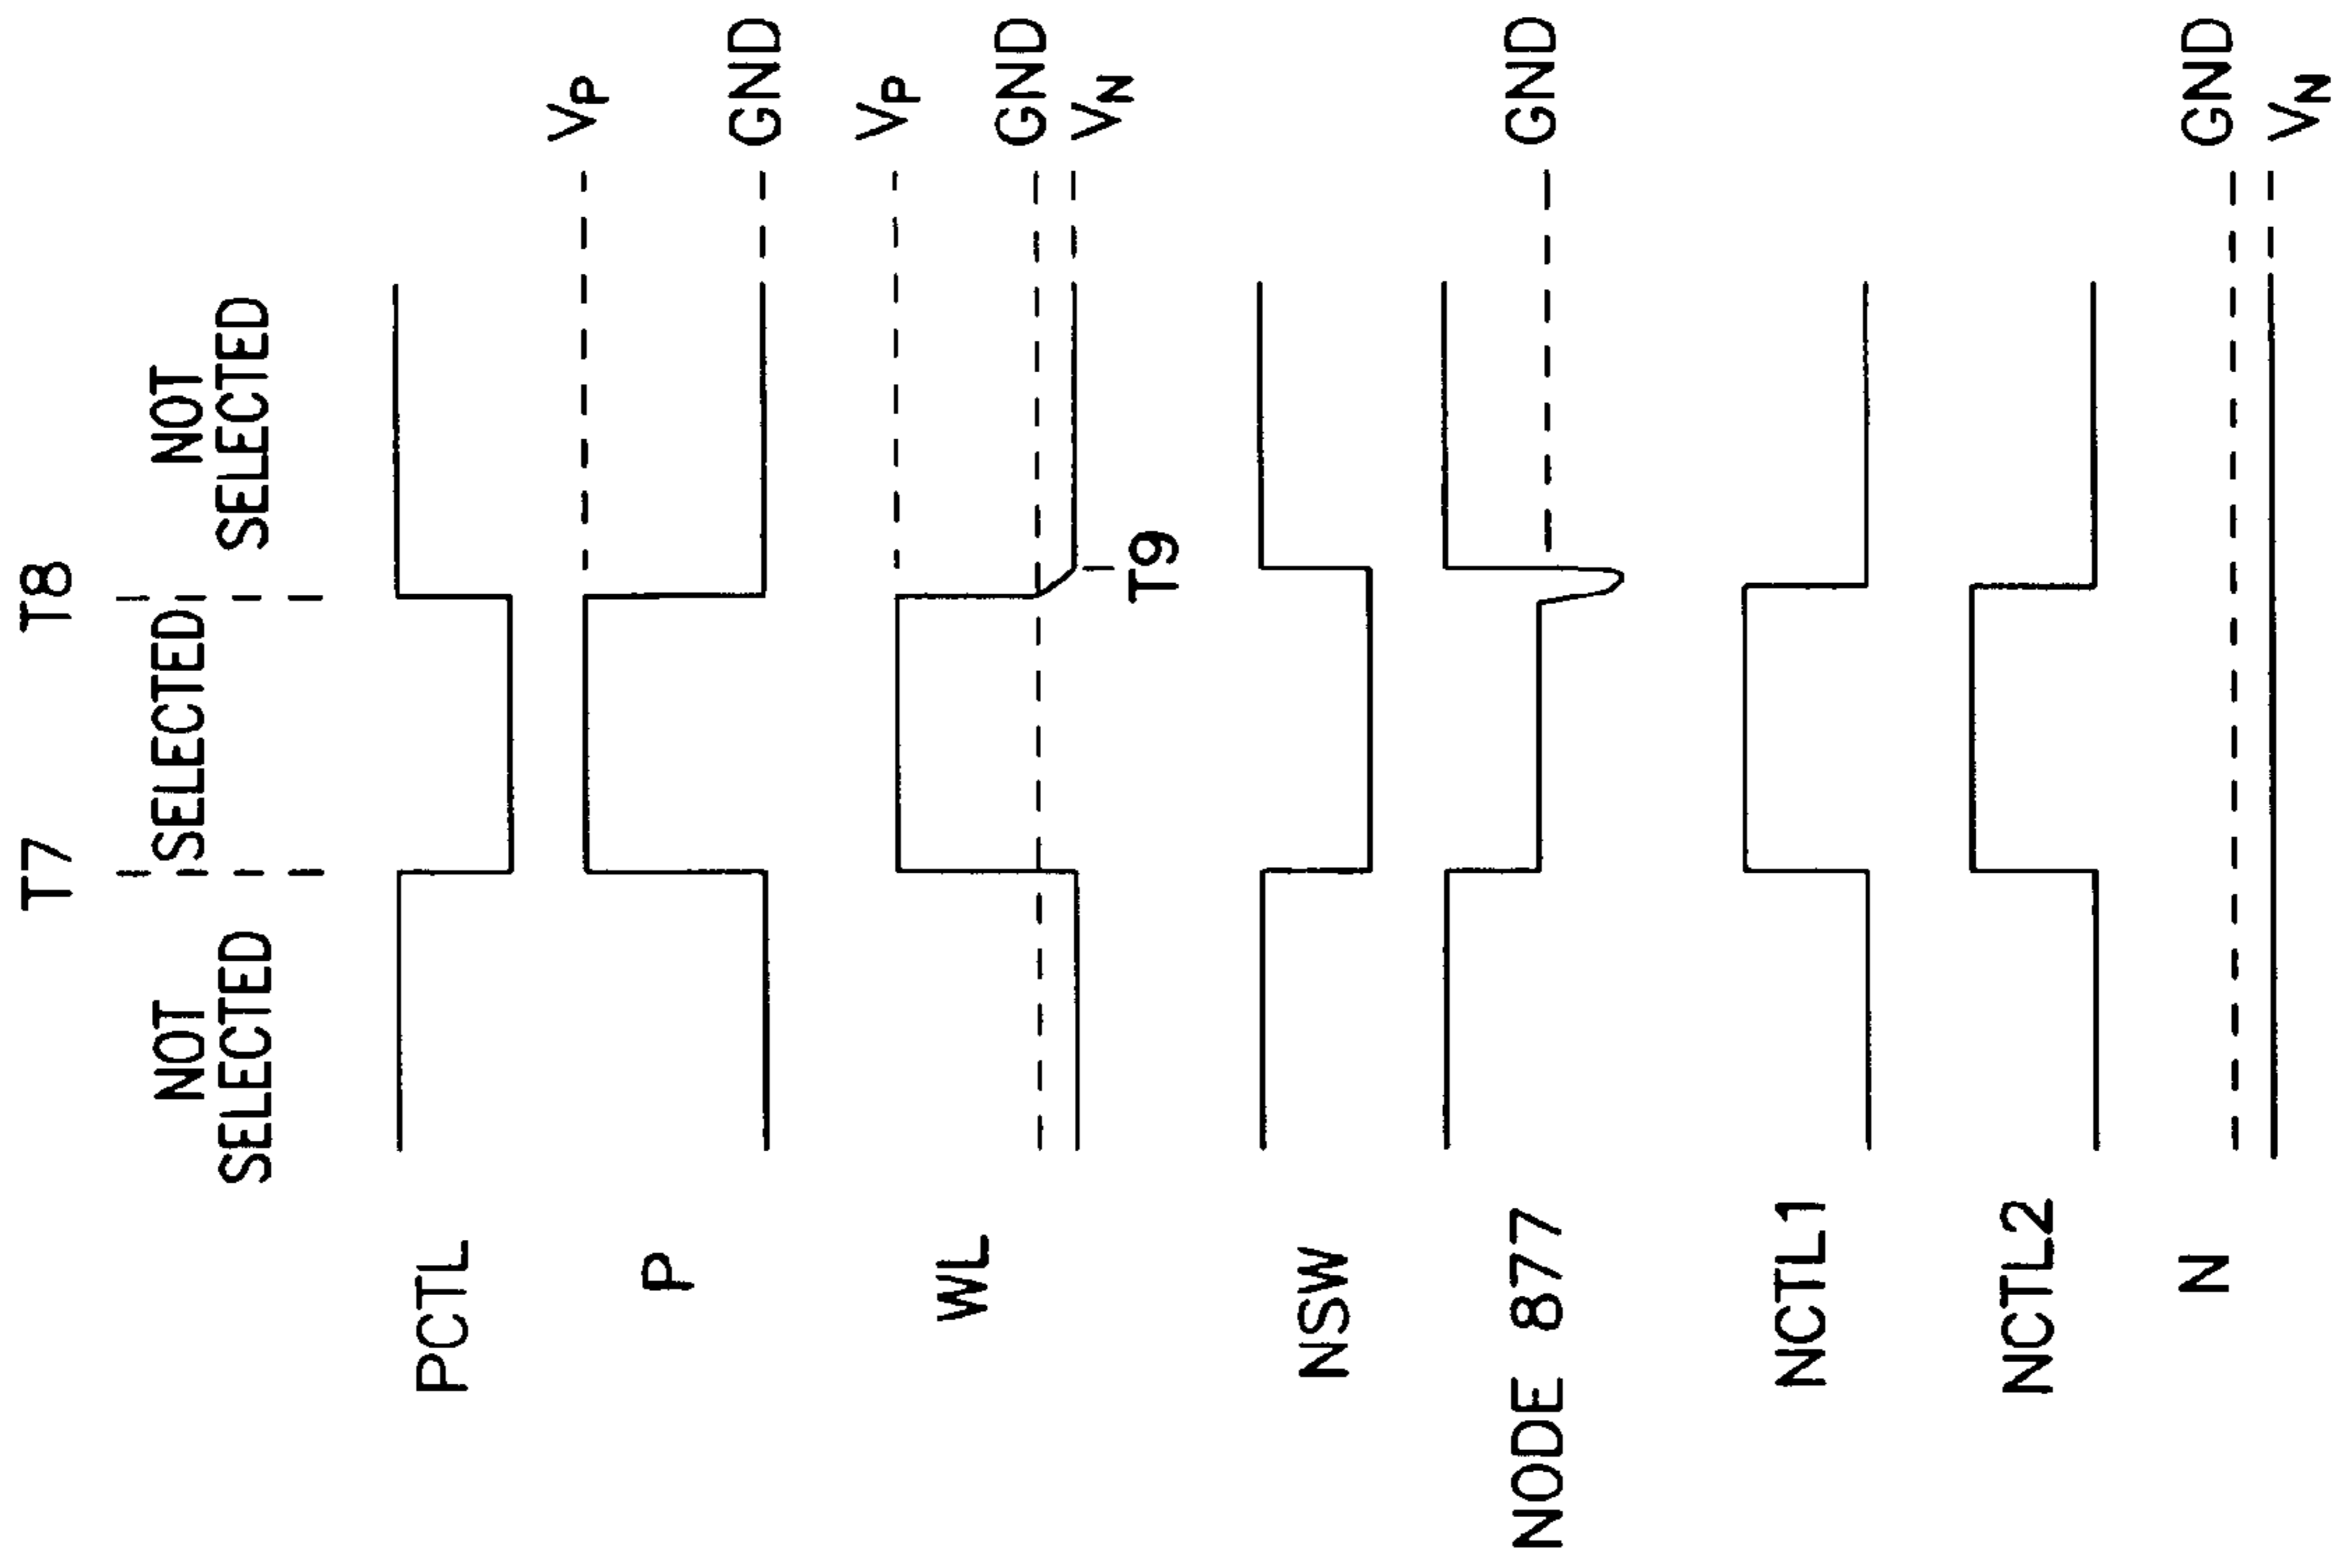 T7
T8
NOT
SELECTED
SELECTED
NOT
SELECTED
PCTL
VP
P
GND
VP
WL
GND
VN
T9
NSW
NODE 877
GND
NCTL1
NCTL2
N
GND
VN